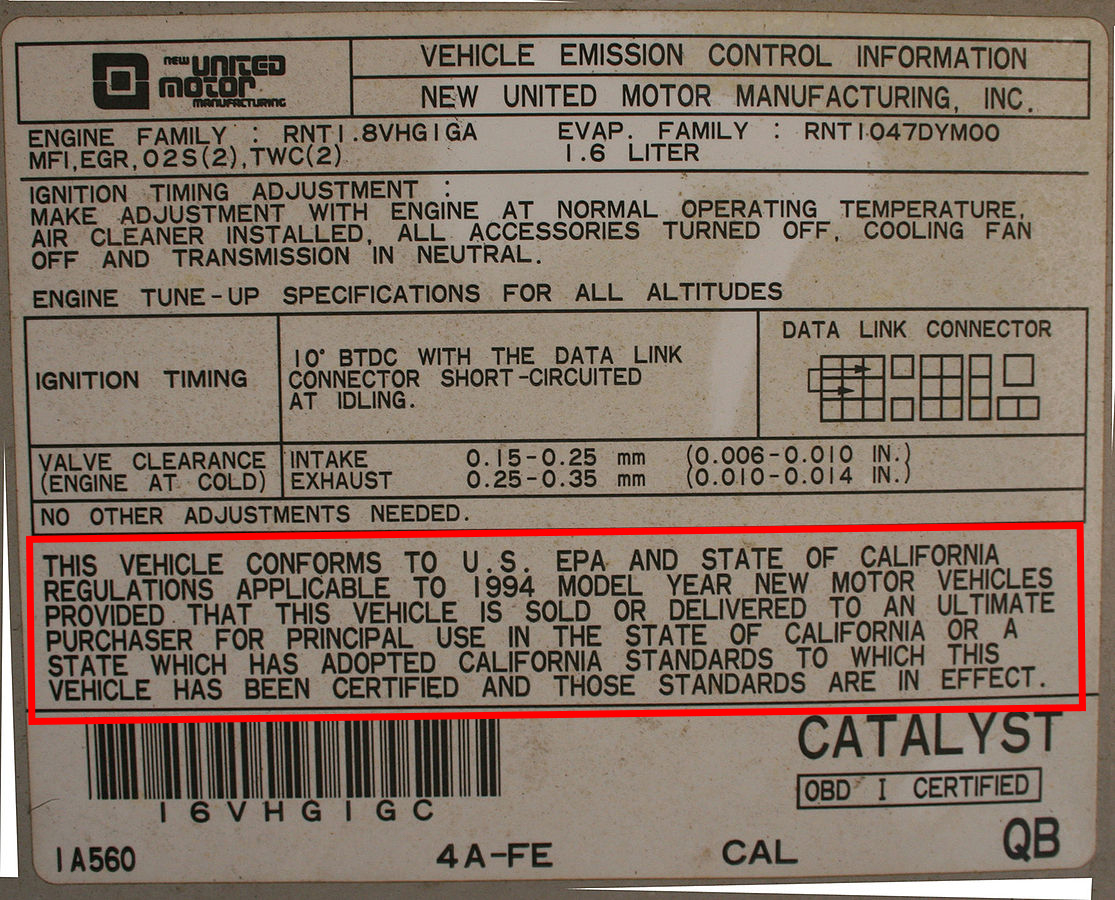 NEW UNITED MOTOR MANUFACTURING
VEHICLE EMISSION CONTROL INFORMATION
NEW UNITED MOTOR MANUFACTURING, INC.
ENGINE FAMILY : RNT1.8VHG1GA EVAP. FAMILY : RNT1047DYM00
MFI,EGR,O2S(2),TWC(2) 1.6 LITER
IGNITION TIMING ADJUSTMENT :
MAKE ADJUSTMENT WITH ENGINE AT NORMAL OPERATING TEMPERATURE,
AIR CLEANER INSTALLED, ALL ACCESSORIES TURNED OFF, COOLING FAN
OFF AND TRANSMISSION IN NEUTRAL.
ENGINE TUNE-UP SPECIFICATIONS FOR ALL ALTITUDES
IGNITION TIMING
10° BTDC WITH THE DATA LINK
CONNECTOR SHORT-CIRCUITED
AT IDLING.
DATA LINK CONNECTOR
VALVE CLEARANCE
(ENGINE AT COLD)
INTAKE 0.15-0.25 mm (0.006-0.010 IN.)
EXHAUST 0.25-0.35 mm (0.010-0.014 IN.)
NO OTHER ADJUSTMENTS NEEDED.
THIS VEHICLE CONFORMS TO U.S. EPA AND STATE OF CALIFORNIA
REGULATIONS APPLICABLE TO 1994 MODEL YEAR NEW MOTOR VEHICLES
PROVIDED THAT THIS VEHICLE IS SOLD OR DELIVERED TO AN ULTIMATE
PURCHASER FOR PRINCIPAL USE IN THE STATE OF CALIFORNIA OR A
STATE WHICH HAS ADOPTED CALIFORNIA STANDARDS TO WHICH THIS
VEHICLE HAS BEEN CERTIFIED AND THOSE STANDARDS ARE IN EFFECT.
16VHG1GC
CATALYST
OBD I CERTIFIED
1A560 4A-FE CAL QB